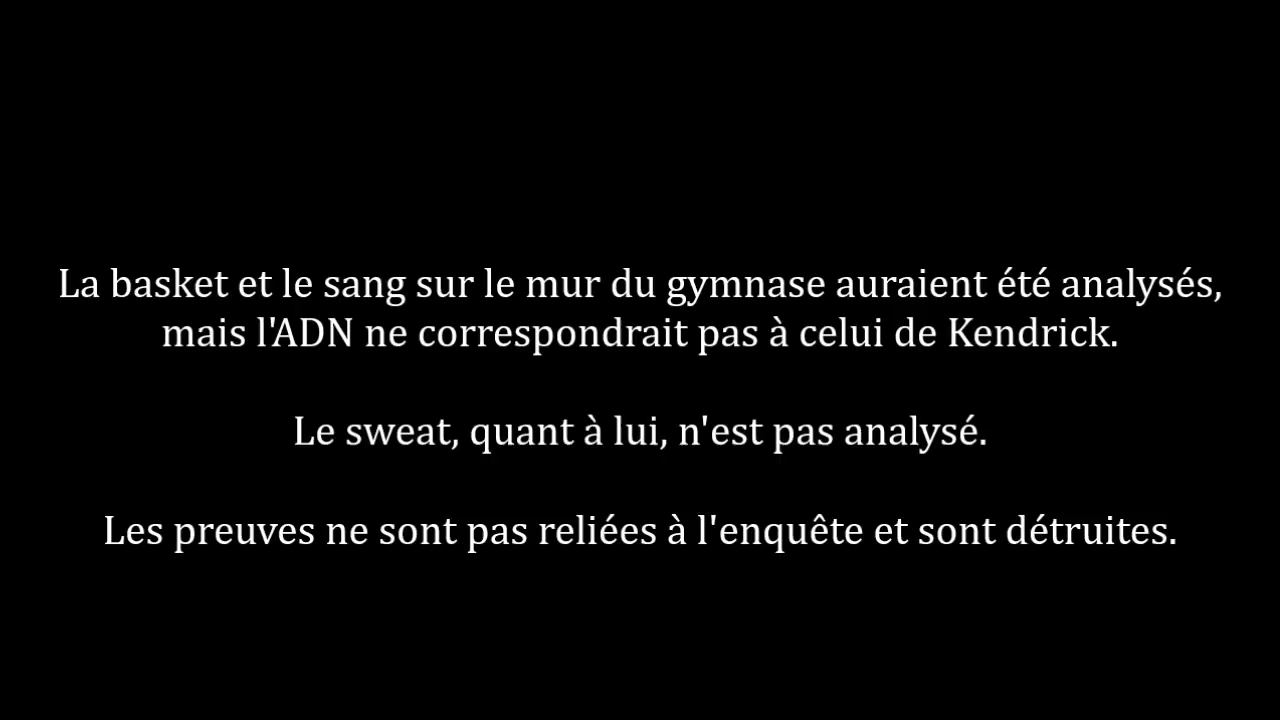 La basket et le sang sur le mur du gymnase auraient été analysés,
mais l'ADN ne correspondrait pas à celui de Kendrick.
Le sweat, quant à lui, n'est pas analysé.
Les preuves ne sont pas reliées à l'enquête et sont détruites.